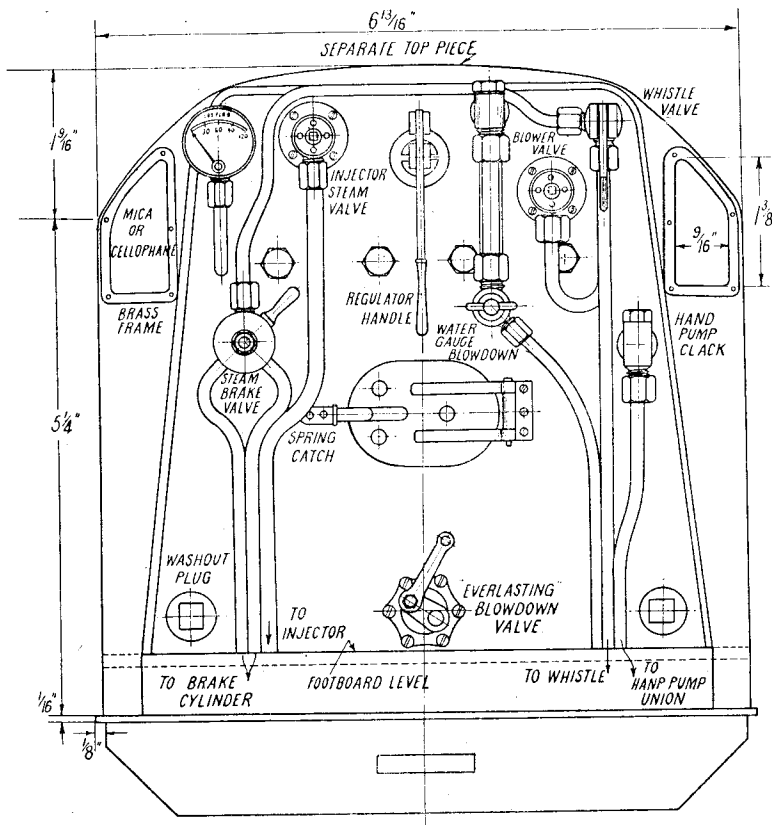 6 13/16"
SEPARATE TOP PIECE
WHISTLE
VALVE
1 9/16"
BLOWER
VALVE
INJECTOR
STEAM
VALVE
1 3/8"
MICA
OR
CELLOPHANE
9/16"
BRASS
FRAME
REGULATOR
HANDLE
WATER
GAUGE
BLOWDOWN
HAND
PUMP
CLACK
STEAM
BRAKE
VALVE
5 1/4"
SPRING
CATCH
WASHOUT
PLUG
"EVERLASTING"
BLOWDOWN
VALVE
TO
INJECTOR
TO BRAKE
CYLINDER
FOOTBOARD LEVEL
TO WHISTLE
TO
HANP PUMP
UNION
1/16"
1/8"